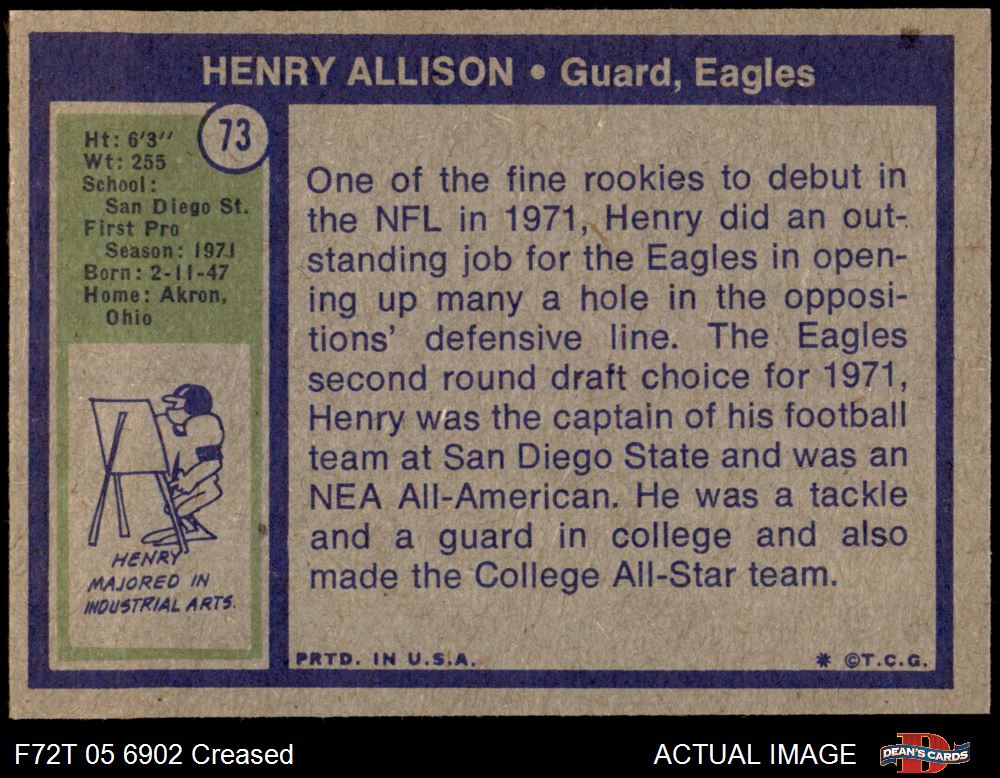 HENRY ALLISON • Guard, Eagles
73
Ht: 6'3''
Wt: 255
School:
San Diego St.
First Pro
Season: 1971
Born: 2-11-47
Home: Akron,
Ohio
HENRY
MAJORED IN
INDUSTRIAL ARTS.
One of the fine rookies to debut in
the NFL in 1971, Henry did an out-
standing job for the Eagles in open-
ing up many a hole in the opposi-
tions' defensive line. The Eagles
second round draft choice for 1971,
Henry was the captain of his football
team at San Diego State and was an
NEA All-American. He was a tackle
and a guard in college and also
made the College All-Star team.
PRTD. IN U.S.A.
* ©T.C.G.
F72T 05 6902 Creased
ACTUAL IMAGE
D
DEAN'S CARDS